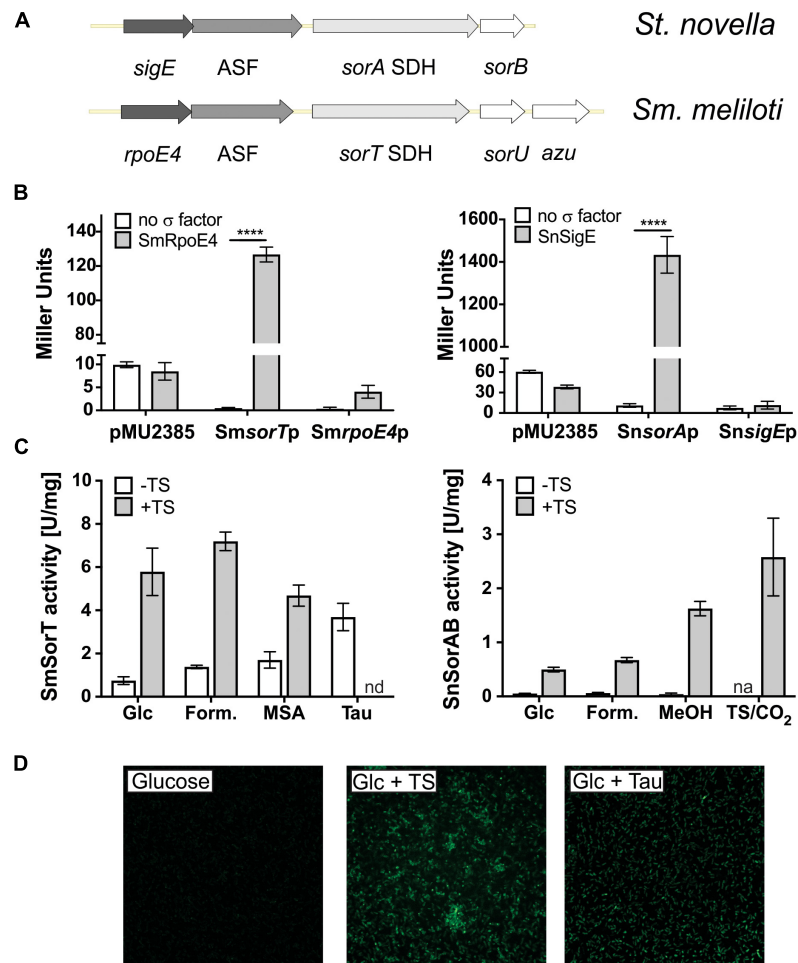 A
St. novella
sigE ASF sorA SDH sorB
Sm. meliloti
rpoE4 ASF sorT SDH sorU azu
B
no σ factor
SmRpoE4
****
Miller Units
140
120
100
80
60
10
5
0
pMU2385 SmsorTp SmrpoE4p
no σ factor
SnSigE
****
Miller Units
1600
1400
1200
1000
60
30
0
pMU2385 SnsorAp SnsigEp
C
-TS
+TS
SmSorT activity [U/mg]
10
8
6
4
2
0
nd
Glc Form. MSA Tau
-TS
+TS
SnSorAB activity [U/mg]
4
3
2
1
0
na
Glc Form. MeOH TS/CO₂
D
Glucose
Glc + TS
Glc + Tau